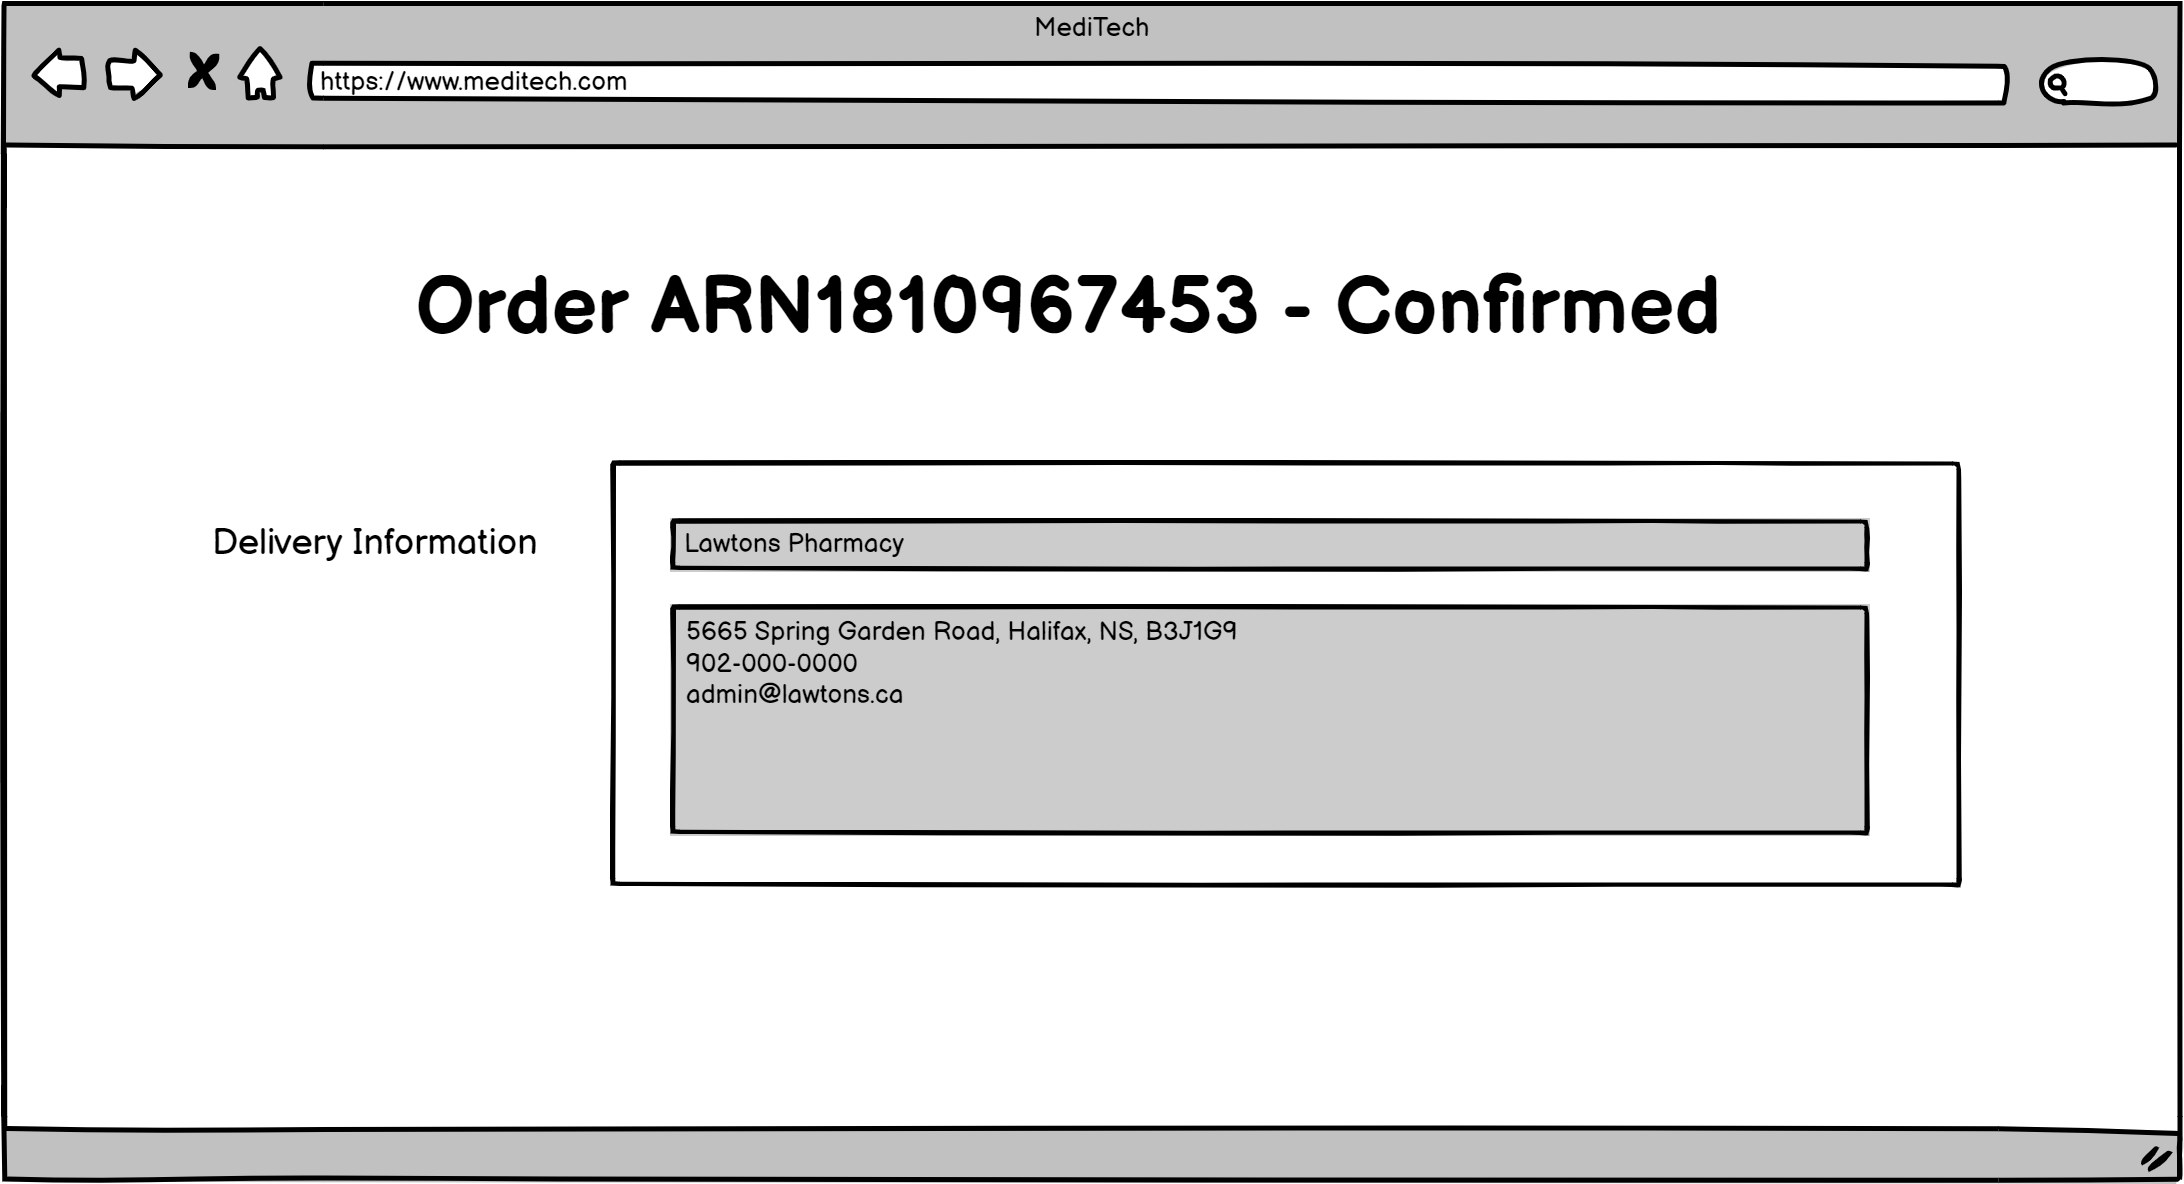 MediTech
https://www.meditech.com
Order ARN1810967453 - Confirmed
Delivery Information
Lawtons Pharmacy
5665 Spring Garden Road, Halifax, NS, B3J1G9
902-000-0000
admin@lawtons.ca